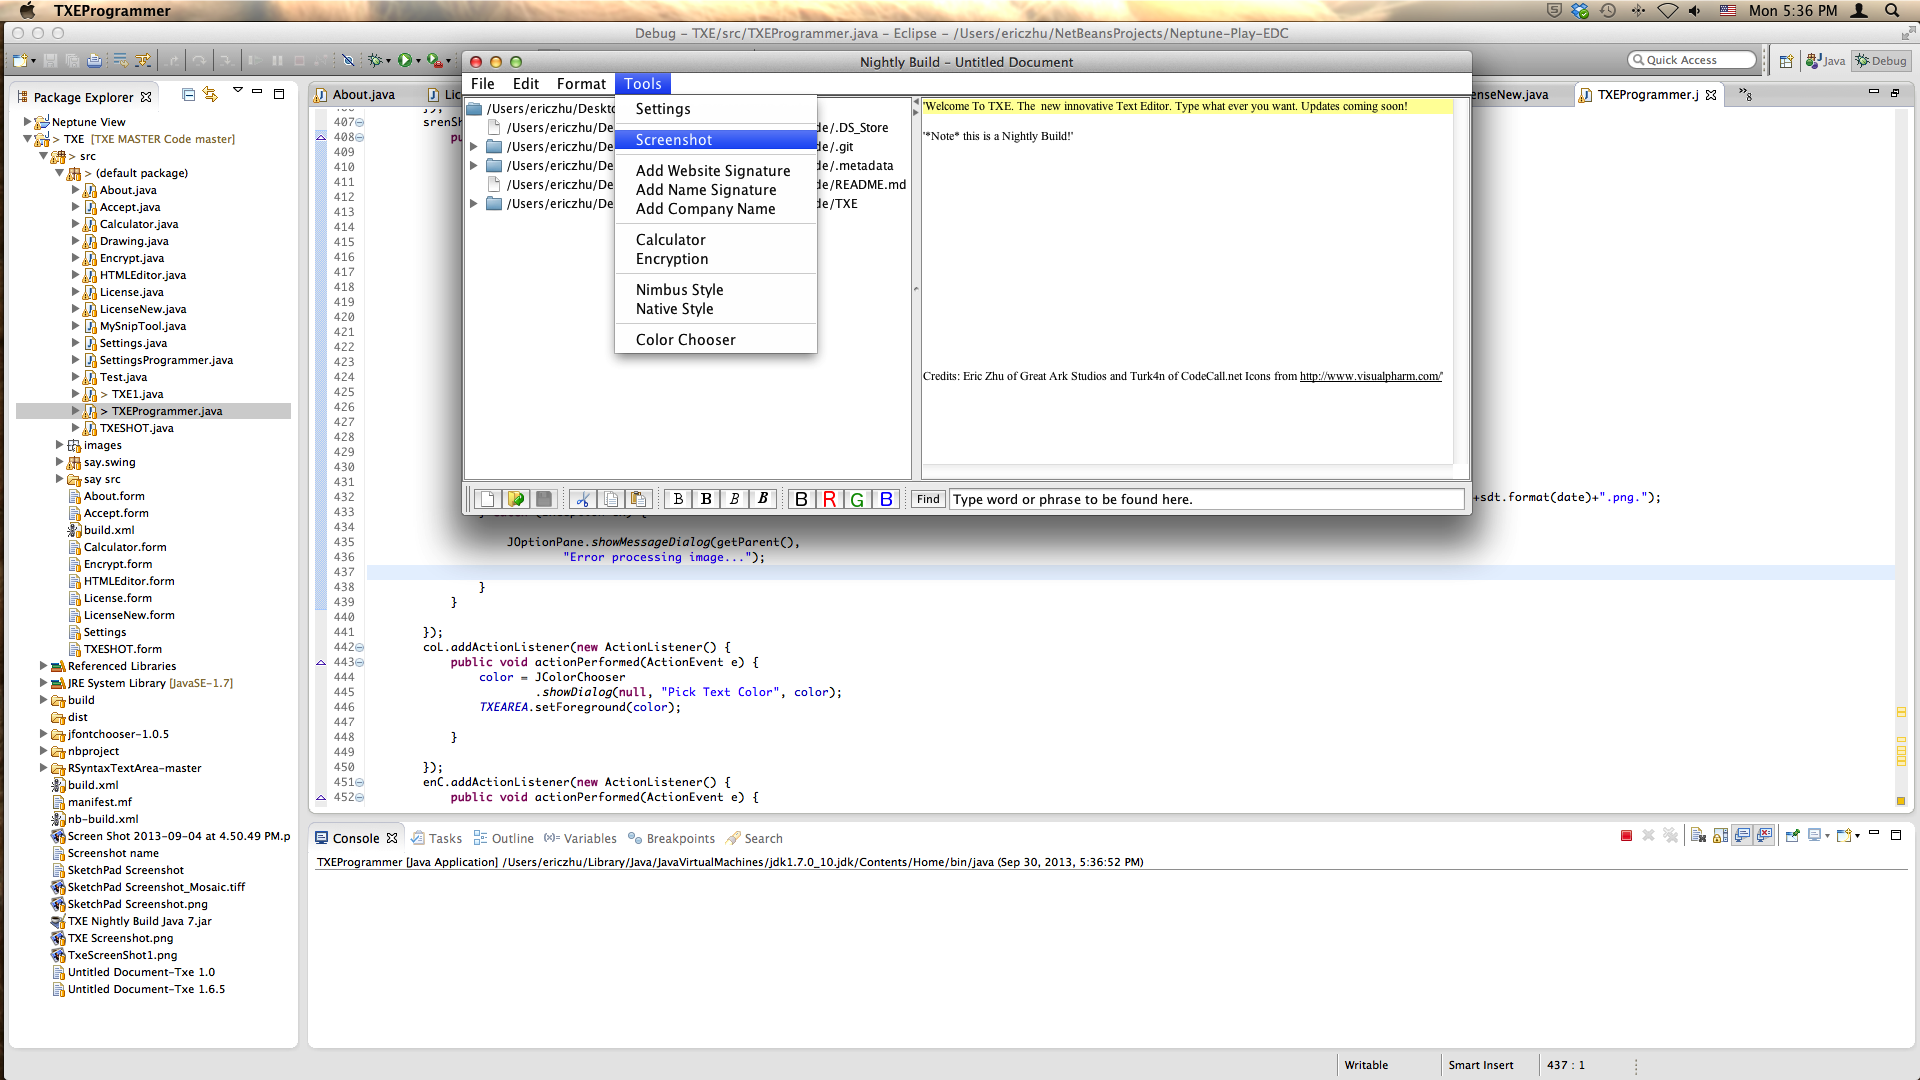 TXEProgrammer
Mon 5:36 PM
Debug – TXE/src/TXEProgrammer.java – Eclipse – /Users/ericzhu/NetBeansProjects/Neptune-Play-EDC
Quick Access
Java
Debug
Package Explorer
Neptune View
> TXE [TXE MASTER Code master]
> src
> (default package)
About.java
Accept.java
Calculator.java
Drawing.java
Encrypt.java
HTMLEditor.java
License.java
LicenseNew.java
MySnipTool.java
Settings.java
SettingsProgrammer.java
Test.java
> TXE1.java
> TXEProgrammer.java
TXESHOT.java
images
say.swing
say src
About.form
Accept.form
build.xml
Calculator.form
Encrypt.form
HTMLEditor.form
License.form
LicenseNew.form
Settings
TXESHOT.form
Referenced Libraries
JRE System Library [JavaSE-1.7]
build
dist
jfontchooser-1.0.5
nbproject
RSyntaxTextArea-master
build.xml
manifest.mf
nb-build.xml
Screen Shot 2013-09-04 at 4.50.49 PM.p
Screenshot name
SketchPad Screenshot
SketchPad Screenshot_Mosaic.tiff
SketchPad Screenshot.png
TXE Nightly Build Java 7.jar
TXE Screenshot.png
TxeScreenShot1.png
Untitled Document-Txe 1.0
Untitled Document-Txe 1.6.5
About.java
Lic
enseNew.java
TXEProgrammer.j
»8
Nightly Build – Untitled Document
File Edit Format Tools
Settings
Screenshot
Add Website Signature
Add Name Signature
Add Company Name
Calculator
Encryption
Nimbus Style
Native Style
Color Chooser
/Users/ericzhu/Deskto
/Users/ericzhu/De
de/.DS_Store
/Users/ericzhu/De
de/.git
/Users/ericzhu/De
de/.metadata
/Users/ericzhu/De
de/README.md
/Users/ericzhu/De
de/TXE
'Welcome To TXE. The new innovative Text Editor. Type what ever you want. Updates coming soon!
'*Note* this is a Nightly Build!'
Credits: Eric Zhu of Great Ark Studios and Turk4n of CodeCall.net Icons from http://www.visualpharm.com/'
B B B B
B R G B
Find
Type word or phrase to be found here.
407 srenSh
408 pu
409
410
411
412
413
414
415
416
417
418
419
420
421
422
423
424
425
426
427
428
429
430
431
432 +sdt.format(date)+".png.");
433
434
435 JOptionPane.showMessageDialog(getParent(),
436 "Error processing image...");
437
438 }
439 }
440
441 });
442 coL.addActionListener(new ActionListener() {
443 public void actionPerformed(ActionEvent e) {
444 color = JColorChooser
445 .showDialog(null, "Pick Text Color", color);
446 TXEAREA.setForeground(color);
447
448 }
449
450 });
451 enC.addActionListener(new ActionListener() {
452 public void actionPerformed(ActionEvent e) {
Console Tasks Outline Variables Breakpoints Search
TXEProgrammer [Java Application] /Users/ericzhu/Library/Java/JavaVirtualMachines/jdk1.7.0_10.jdk/Contents/Home/bin/java (Sep 30, 2013, 5:36:52 PM)
Writable
Smart Insert
437 : 1